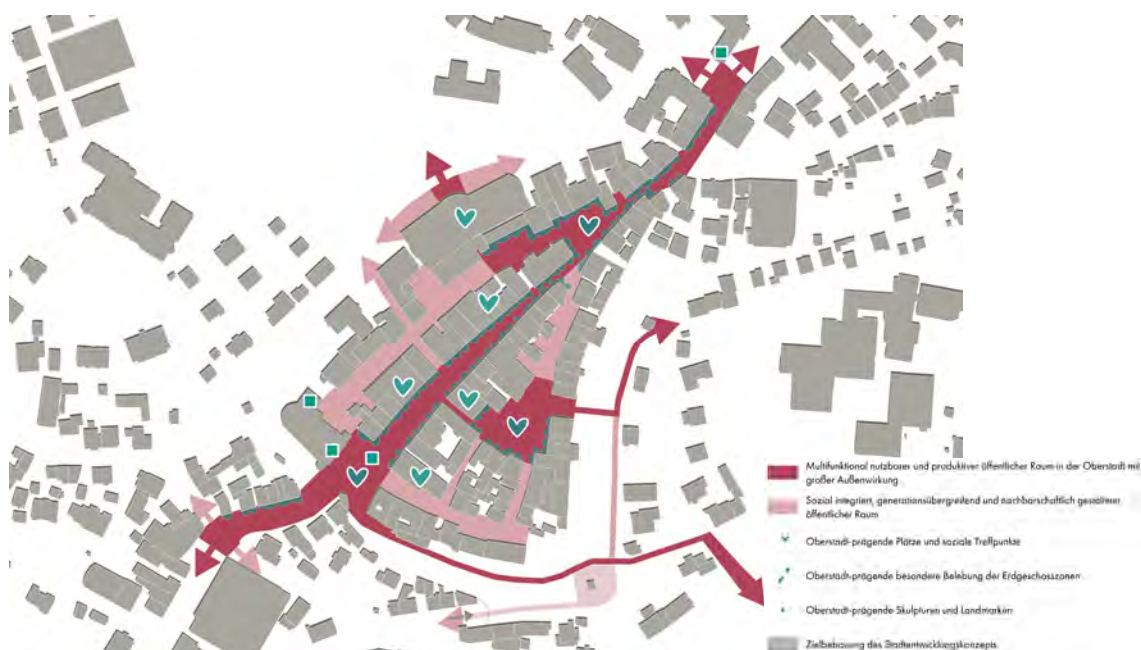 Multifunktional nutzbarer und produktiver öffentlicher Raum in der Oberstadt mit
großer Außenwirkung
Sozial integriert, generationsübergreifend und nachbarschaftlich gestalteter
öffentlicher Raum
Oberstadt-prägende Plätze und soziale Treffpunkte
Oberstadt-prägende besondere Belebung der Erdgeschosszonen
Oberstadt-prägende Skulpturen und Landmarken
Zielbebauung des Stadtentwicklungskonzepts